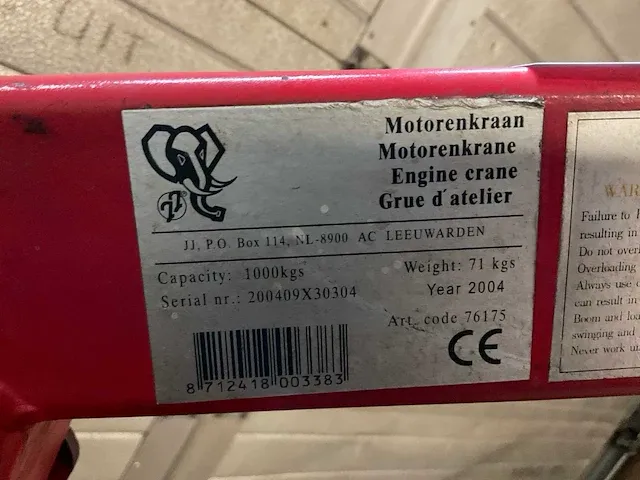 Motorenkraan
Motorenkrane
Engine crane
Grue d'atelier
JJ, P.O. Box 114, NL-8900 AC LEEUWARDEN
Capacity: 1000kgs
Weight: 71 kgs
Serial nr.: 200409X30304
Year 2004
Art. code 76175
CE
8 712418 003383
WAR
Failure to
resulting in
Do not over
Overloading
Always use
can result in
Boom and loa
swinging and
Never work